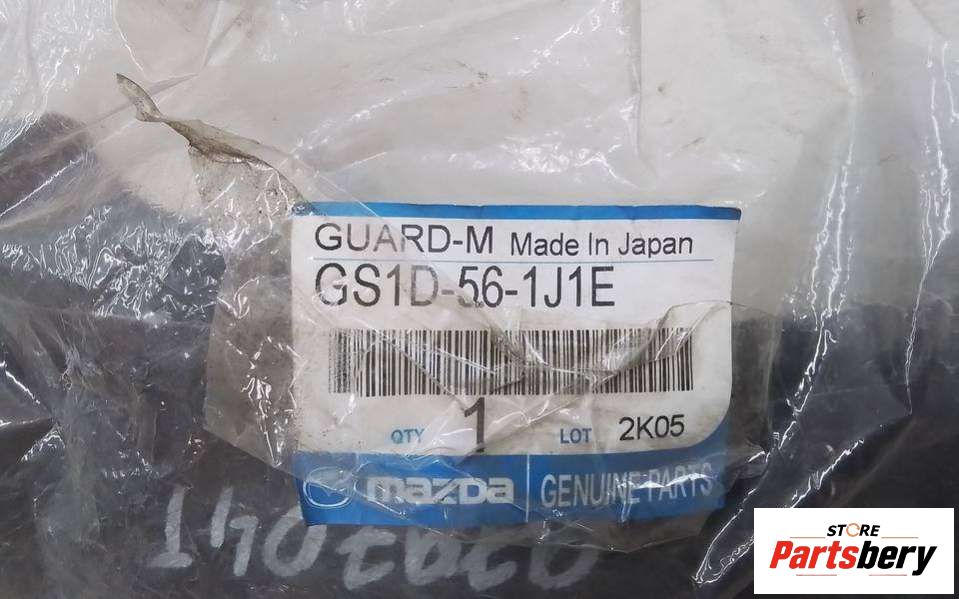 GUARD-M Made In Japan
GS1D-56-1J1E
QTY 1 LOT 2K05
mazda GENUINE PARTS
STORE
Partsbery